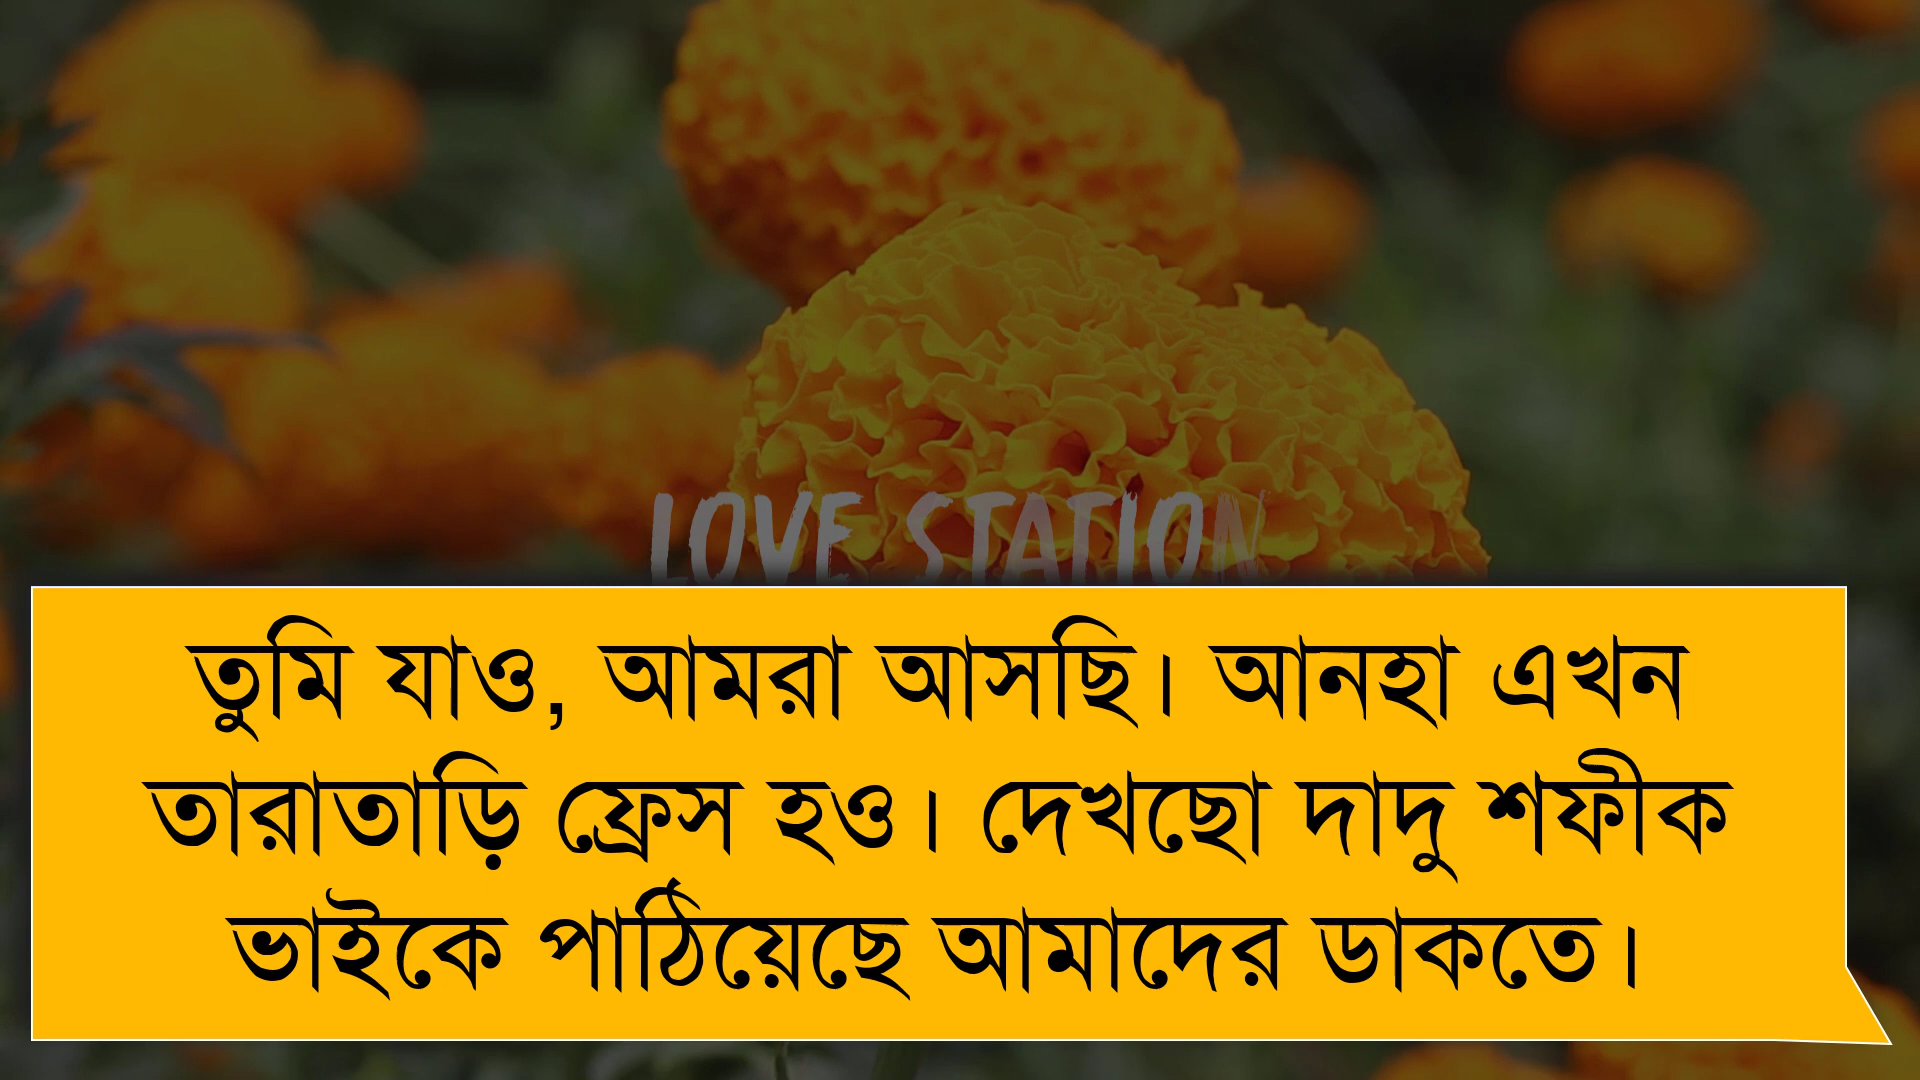 LOVE STATION
তুমি যাও, আমরা আসছি। আনহা এখন
তারাতাড়ি ফ্রেস হও। দেখছো দাদু শফীক
ভাইকে পাঠিয়েছে আমাদের ডাকতে।